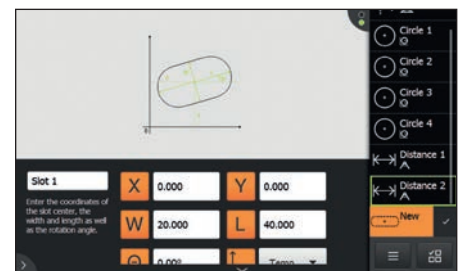 Slot 1
Enter the coordinates of
the slot center, the
width and length as well
as the rotation angle.
X 0.000 Y 0.000
W 20.000 L 40.000
0.00° Temp
Circle 1
Circle 2
Circle 3
Circle 4
Distance 1
Distance 2
New